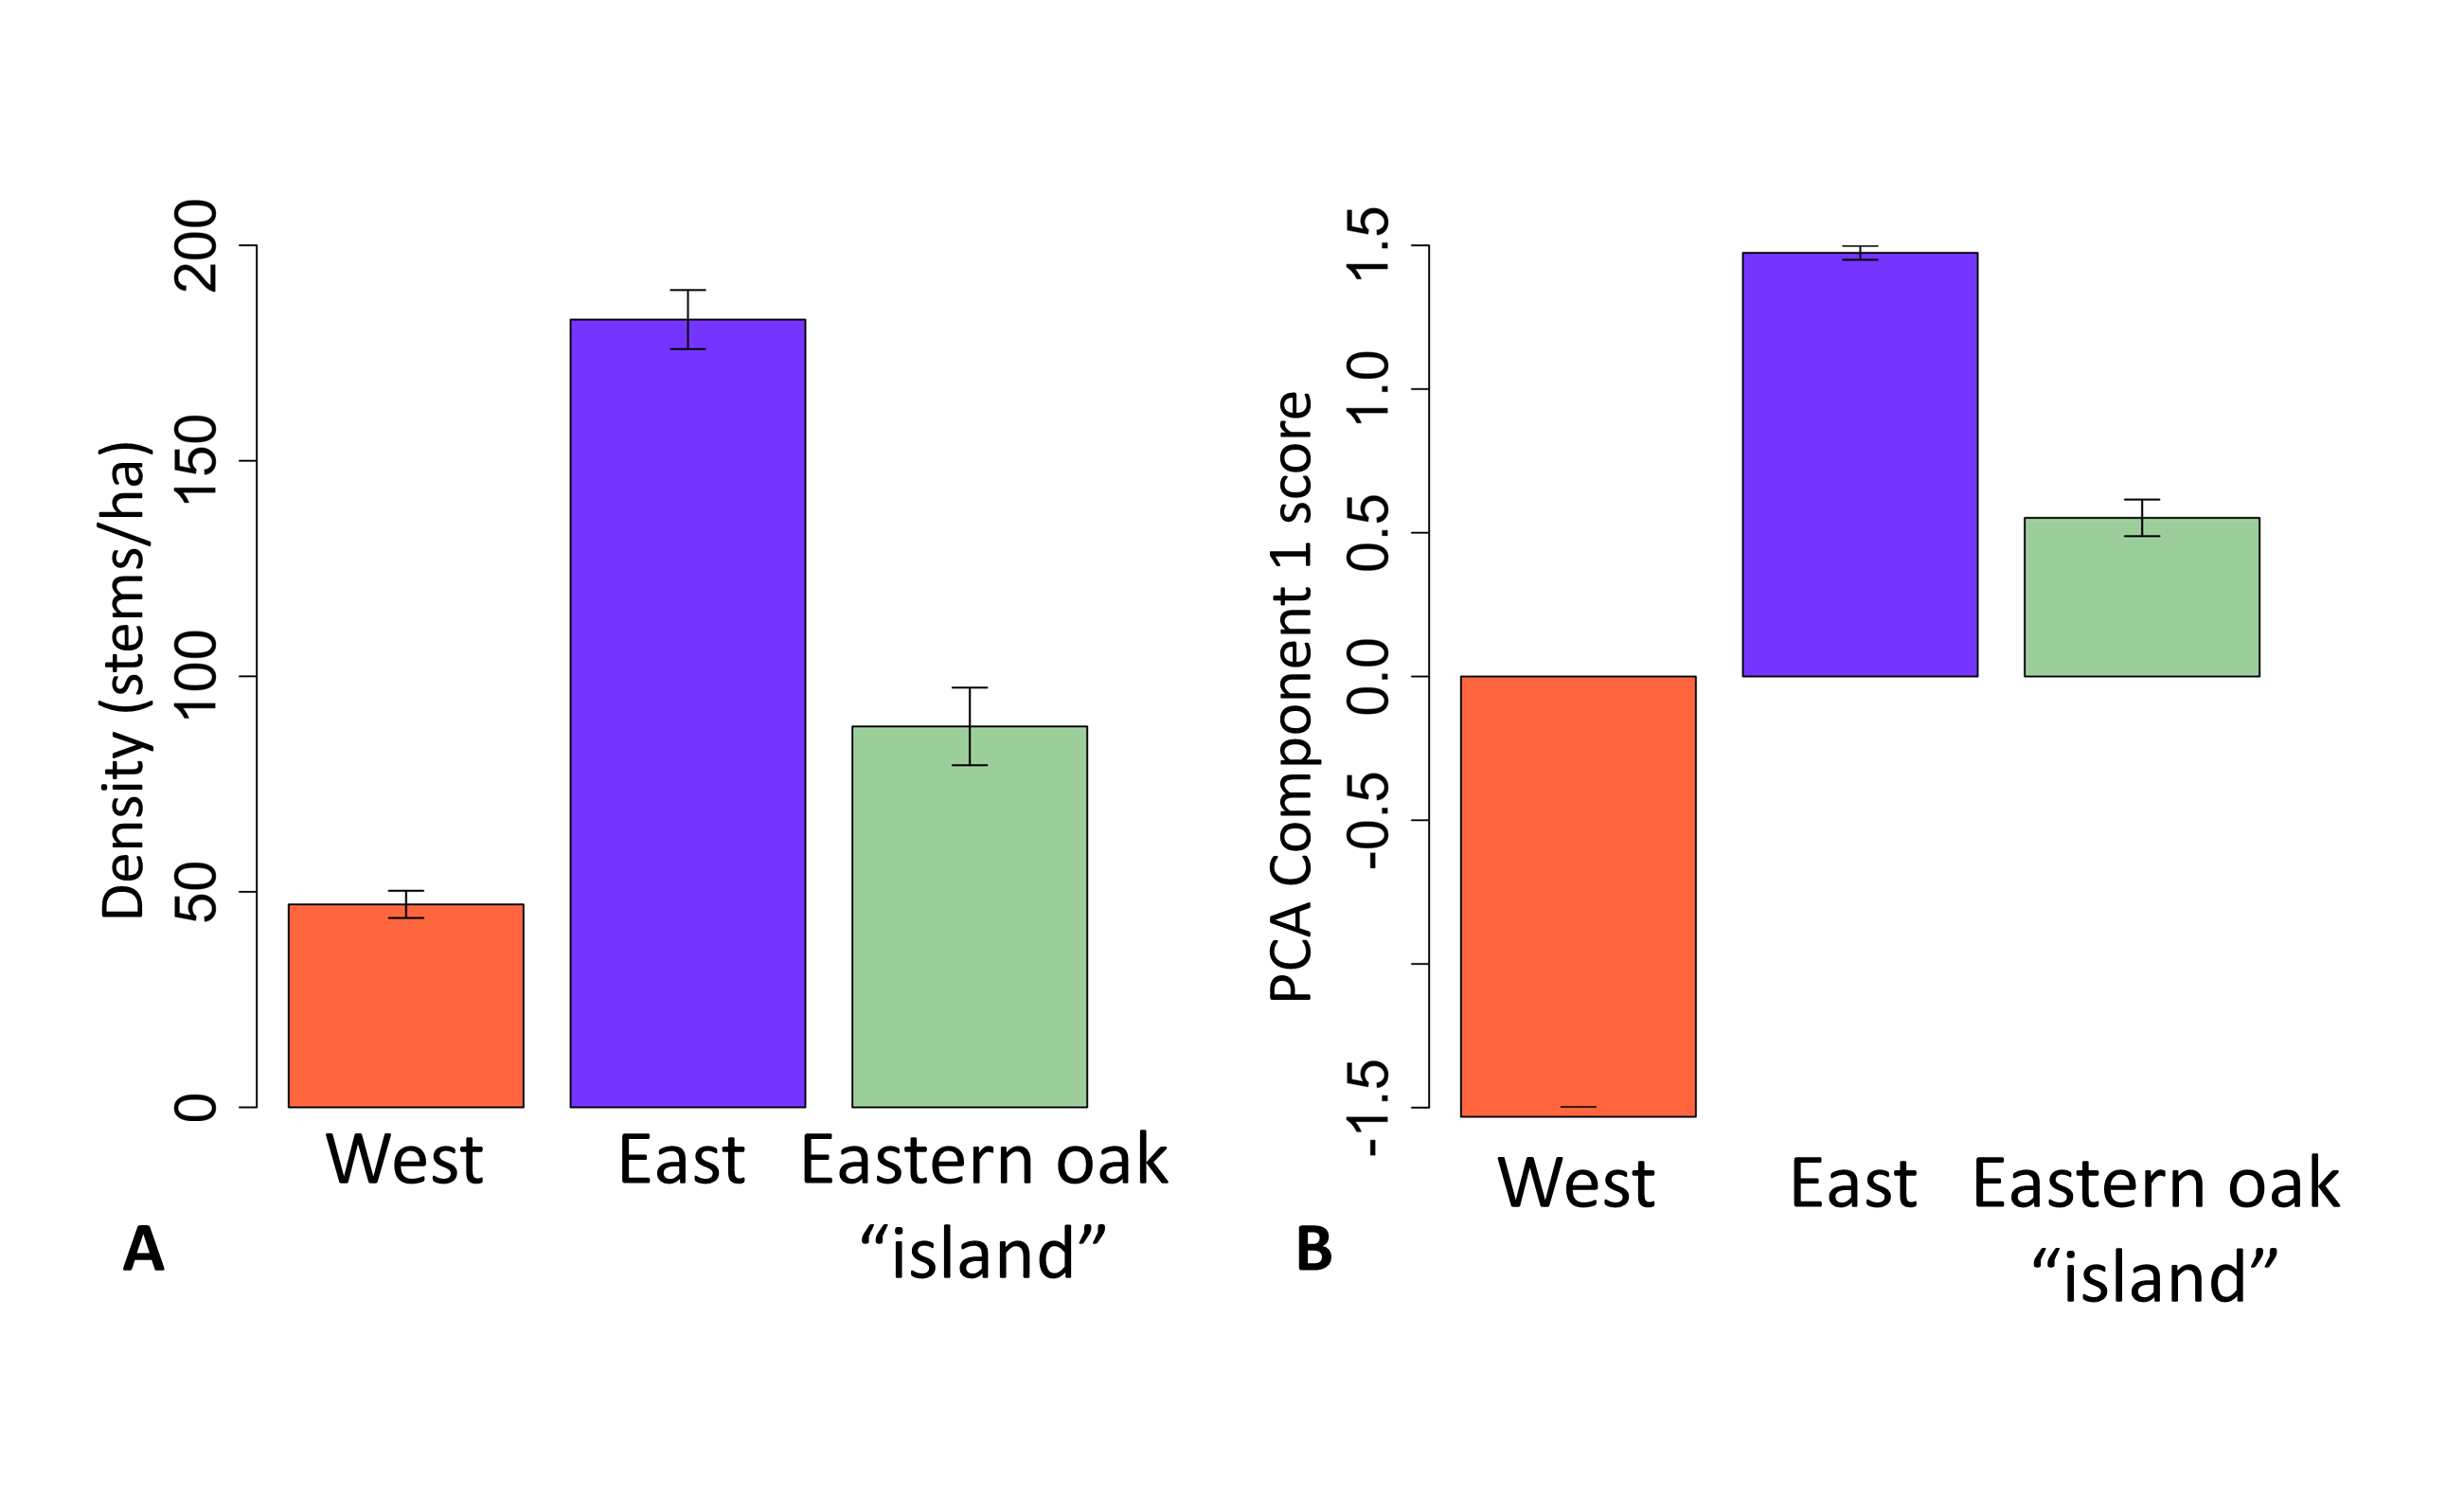 Density (stems/ha)
200
150
100
50
0
West East Eastern oak
“island”
A
PCA Component 1 score
1.5
1.0
0.5
0.0
-0.5
-1.5
West East Eastern oak
“island”
B